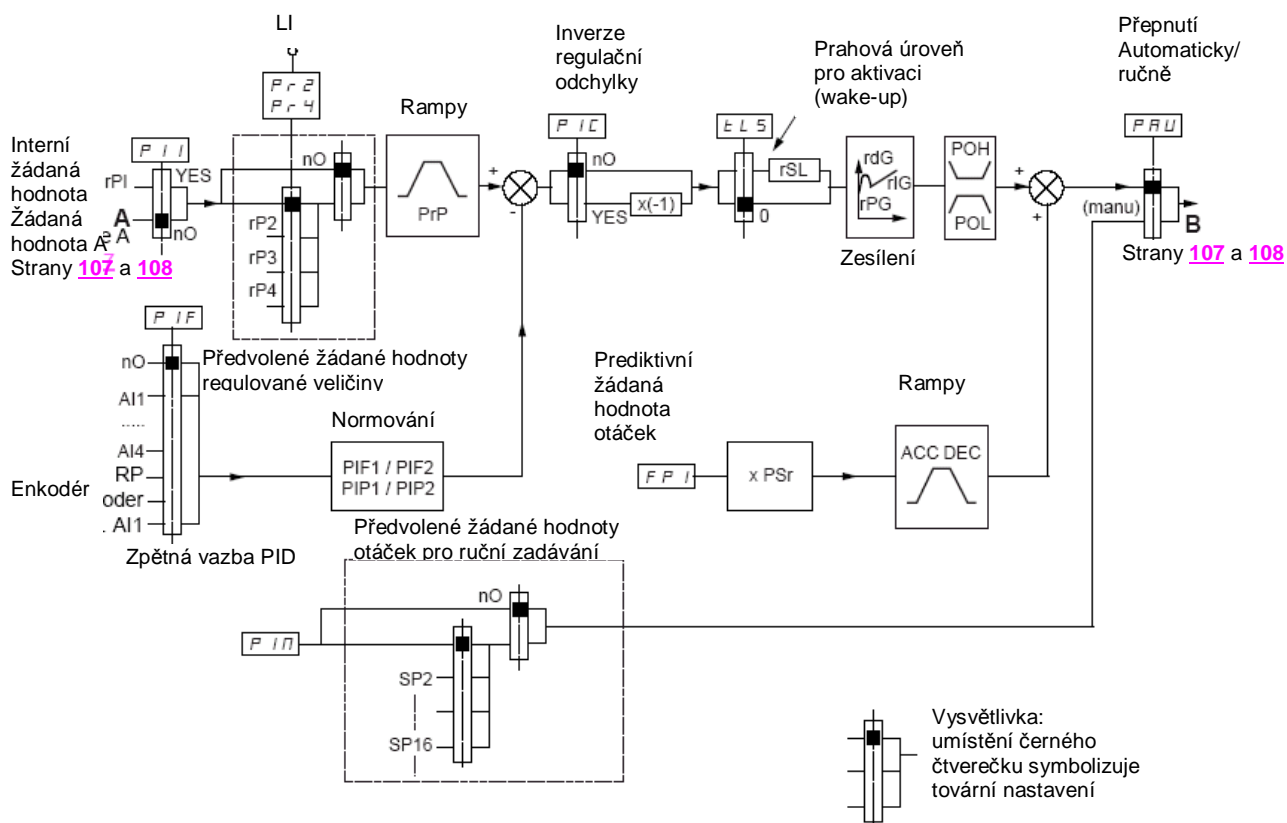 LI
Pr2
Pr4
Rampy
Inverze
regulační
odchylky
Prahová úroveň
pro aktivaci
(wake-up)
Přepnutí
Automaticky/
ručně
Interní
žádaná
hodnota
Žádaná
hodnota A
Strany 107 a 108
PII
rPI
YES
A
e A
nO
nO
rP2
rP3
rP4
PrP
+
-
PIC
nO
YES
x(-1)
tLS
rSL
0
rdG
rIG
rPG
Zesílení
POH
POL
+
+
PAU
(manu)
B
Strany 107 a 108
PIF
nO
AI1
.....
AI4
RP
oder
. AI1
Enkodér
Zpětná vazba PID
Předvolené žádané hodnoty
regulované veličiny
Normování
PIF1 / PIF2
PIP1 / PIP2
Prediktivní
žádaná
hodnota
otáček
FPI
x PSr
Rampy
ACC DEC
Předvolené žádané hodnoty
otáček pro ruční zadávání
nO
PIM
SP2
SP16
Vysvětlivka:
umístění černého
čtverečku symbolizuje
tovární nastavení